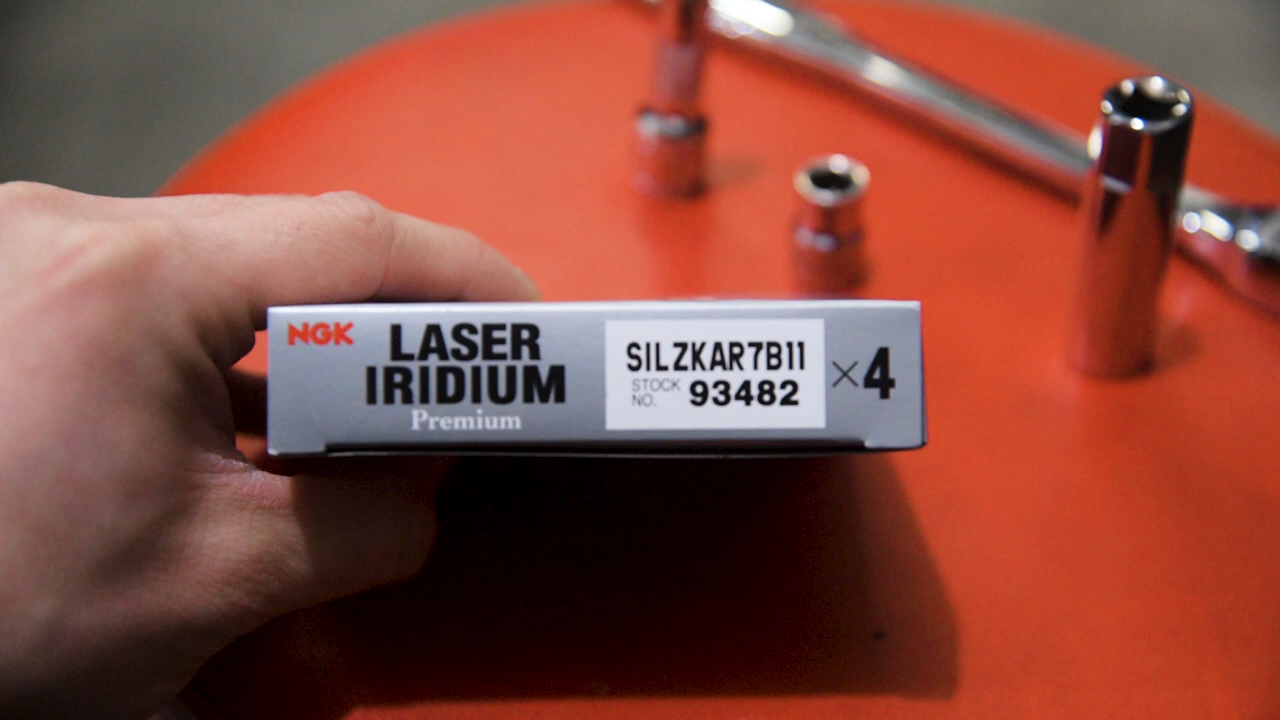 NGK
LASER
IRIDIUM
Premium
SILZKAR7B11
STOCK
NO. 93482
×4